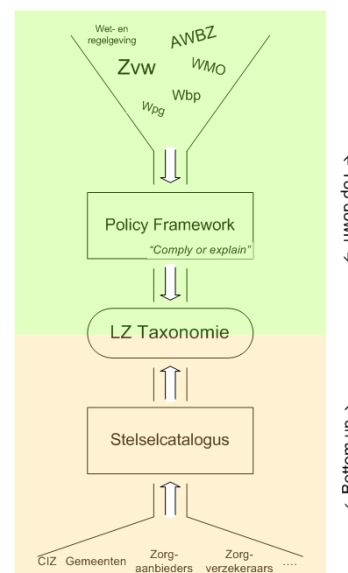 Wet- en
regelgeving
AWBZ
Zvw
WMO
Wbp
Wpg
Policy Framework
"Comply or explain"
LZ Taxonomie
Stelselcatalogus
CIZ Gemeenten Zorg-
aanbieders Zorg-
verzekeraars ....
Top down
Bottom up